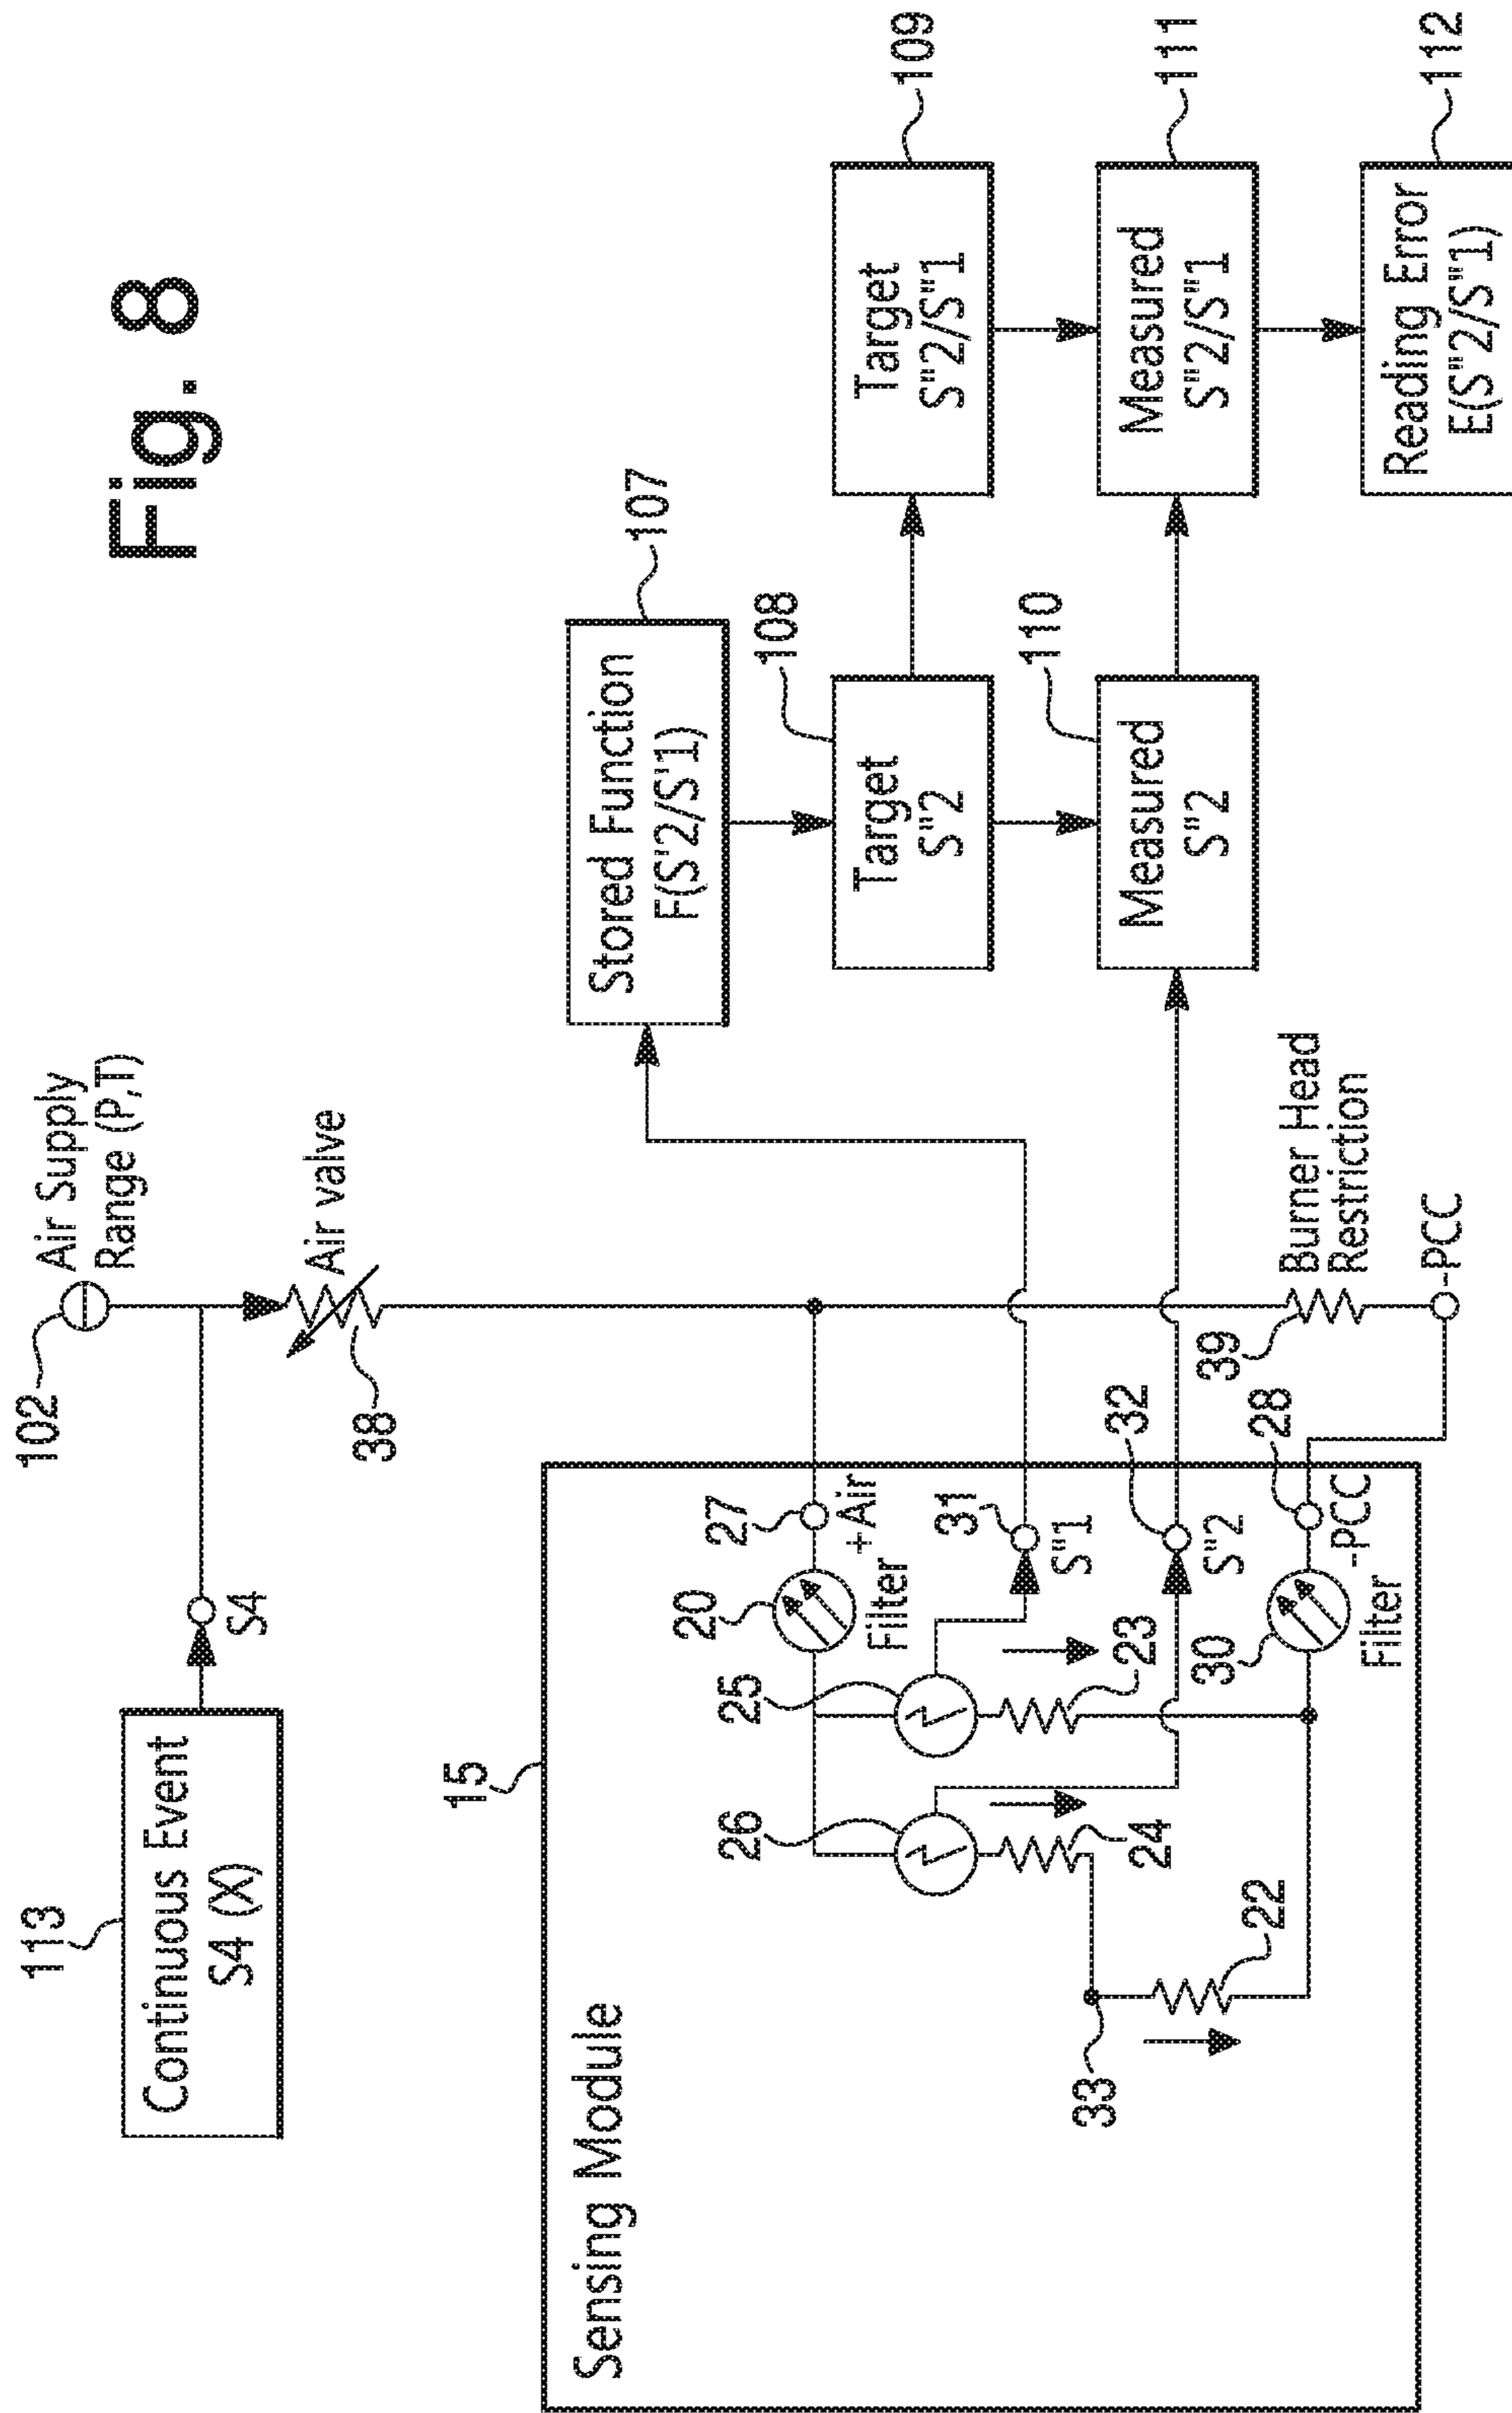 Fig. 8
102
Air Supply
Range (P,T)
113
Continuous Event
S4 (X)
S4
38
Air valve
15
Sensing Module
20
27
+Air
Filter
25
26
31
S"1
32
S"2
23
24
22
33
30
28
-PCC
Filter
39
Burner Head
Restriction
-PCC
107
Stored Function
F(S'2/S'1)
108
Target
S"2
109
Target
S"2/S"1
110
Measured
S"2
111
Measured
S"2/S"1
112
Reading Error
E(S"2/S"1)